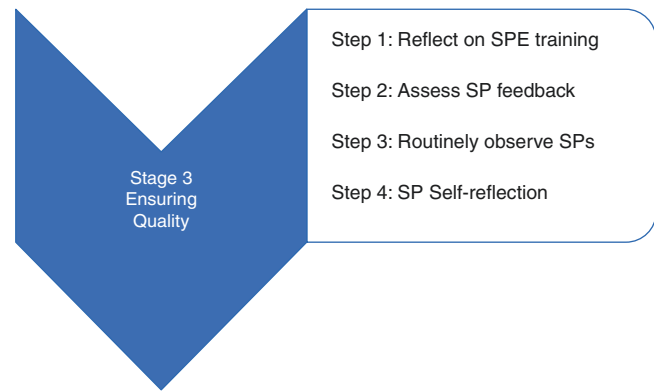 Stage 3
Ensuring
Quality
Step 1: Reflect on SPE training
Step 2: Assess SP feedback
Step 3: Routinely observe SPs
Step 4: SP Self-reflection